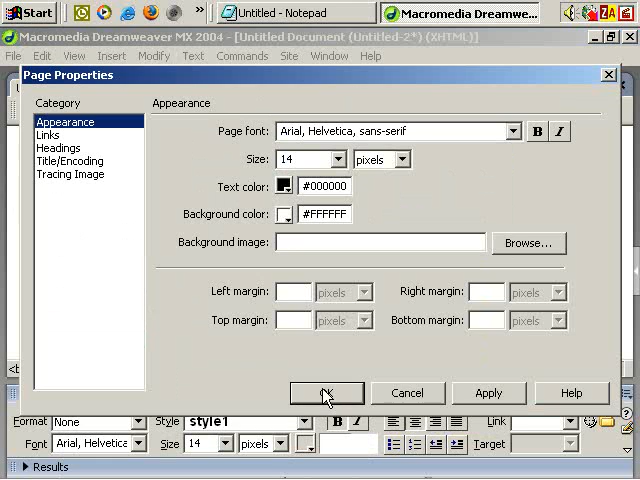 Start » Untitled - Notepad Macromedia Dreamwe...
Macromedia Dreamweaver MX 2004 - [Untitled Document (Untitled-2*) (XHTML)]
File Edit View Insert Modify Text Commands Site Window Help
Page Properties
Category Appearance
Appearance
Links
Headings
Title/Encoding
Tracing Image
Page font: Arial, Helvetica, sans-serif B I
Size: 14 pixels
Text color: #000000
Background color: #FFFFFF
Background image: Browse...
Left margin: pixels Right margin: pixels
Top margin: pixels Bottom margin: pixels
Cancel Apply Help
Format None Style style1 B I Link
Font Arial, Helvetica Size 14 pixels Target
Results